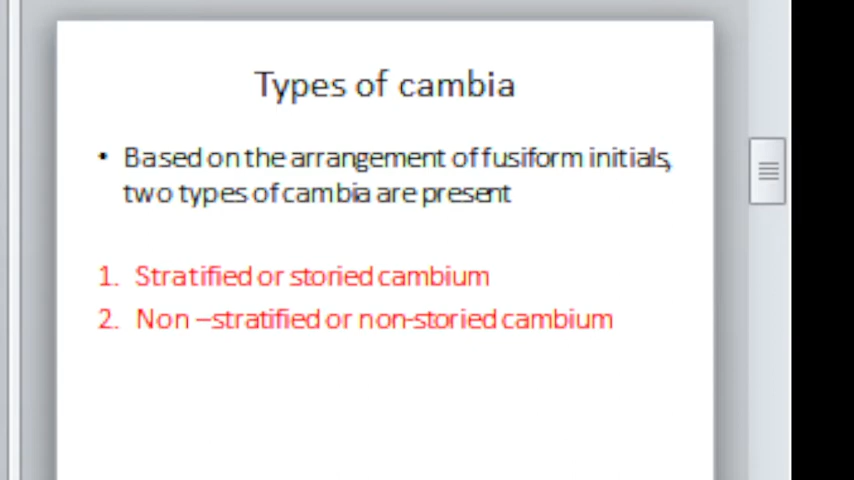 Types of cambia
• Based on the arrangement of fusiform initials,
two types of cambia are present
1. Stratified or storied cambium
2. Non –stratified or non-storied cambium